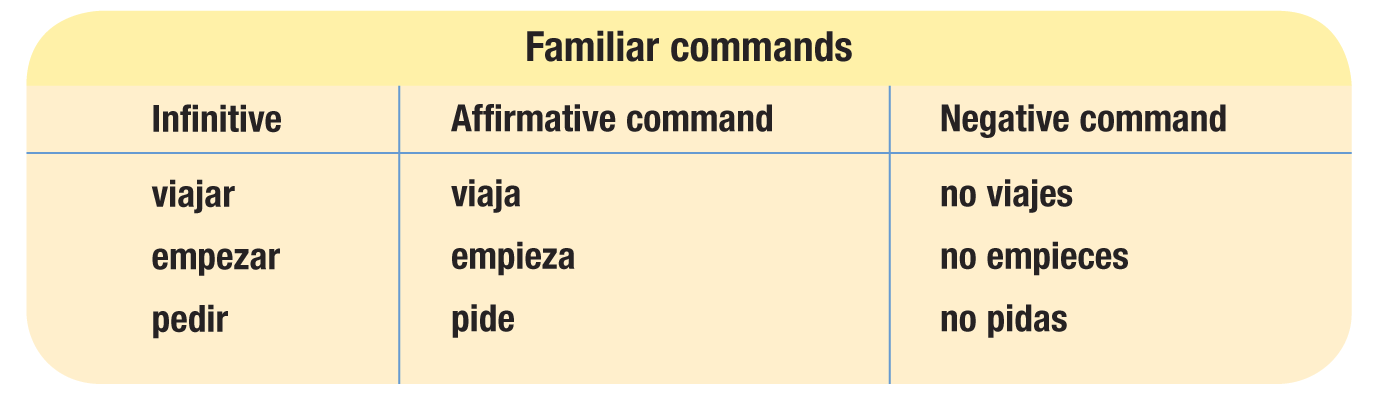 Familiar commands
Infinitive Affirmative command Negative command
viajar viaja no viajes
empezar empieza no empieces
pedir pide no pidas